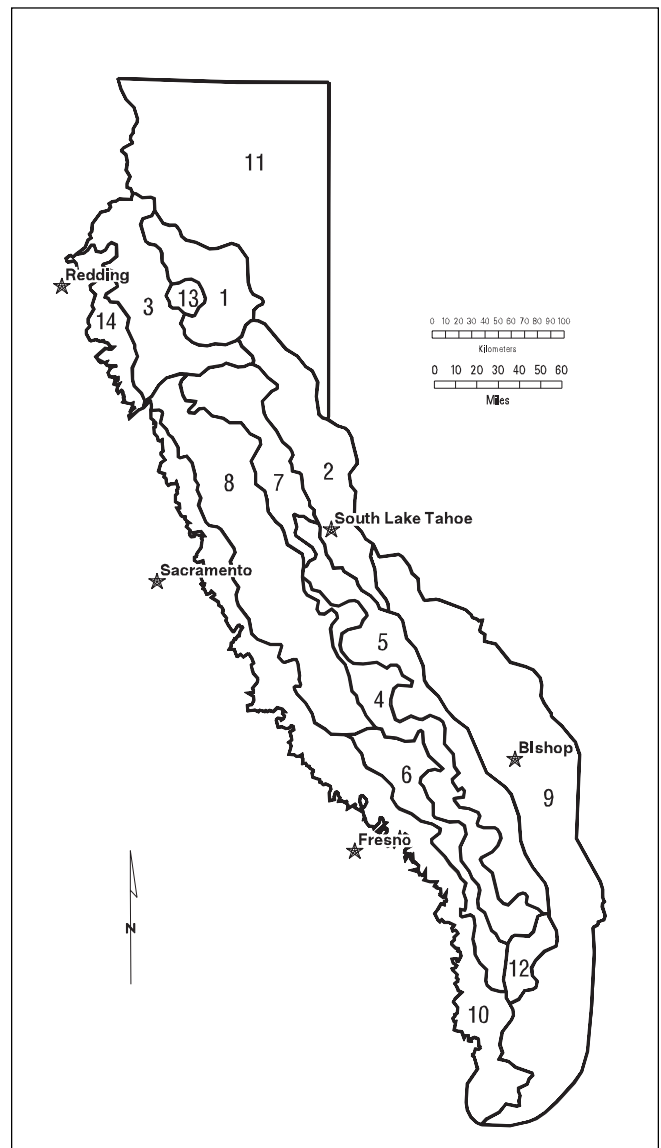 11
Redding
14
3
13
1
0 10 20 30 40 50 60 70 80 90 100
Kilometers
0 10 20 30 40 50 60
Miles
8
7
2
South Lake Tahoe
Sacramento
5
4
BIshop
6
9
Fresno
N
12
10